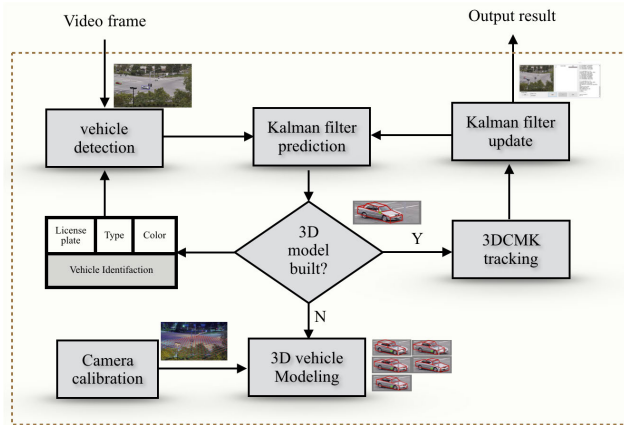 Video frame
Output result
vehicle
detection
Kalman filter
prediction
Kalman filter
update
License
plate
Type
Color
Vehicle Identifaction
3D
model
built?
Y
3DCMK
tracking
N
Camera
calibration
3D vehicle
Modeling